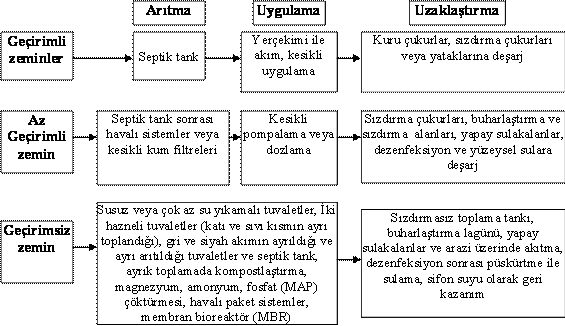 Arıtma
Uygulama
Uzaklaştırma
Geçirimli
zeminler
Septik tank
Yerçekimi ile
akım, kesikli
uygulama
Kuru çukurlar, sızdırma çukurları
veya yataklarına deşarj
Az
Geçirimli
zemin
Septik tank sonrası
havalı sistemler veya
kesikli kum filtreleri
Kesikli
pompalama veya
dozlama
Sızdırma çukurları, buharlaştırma ve
sızdırma alanları, yapay sulakalanlar,
dezenfeksiyon ve yüzeysel sulara
deşarj
Geçirimsiz
zemin
Susuz veya çok az su yıkamalı tuvaletler, İki
hazneli tuvaletler (katı ve sıvı kısmın ayrı
toplandığı), gri ve siyah akımın ayrıldığı ve
ayrı arıtıldığı tuvaletler ve septik tank,
ayrık toplamada kompostlaştırma,
magnezyum, amonyum, fosfat (MAP)
çöktürmesi, havalı paket sistemler,
membran bioreaktör (MBR)
Sızdırmasız toplama tankı,
buharlaştırma lagünü, yapay
sulakalanlar ve arazi üzerinde akıtma,
dezenfeksiyon sonrası püskürtme ile
sulama, sifon suyu olarak geri
kazanım